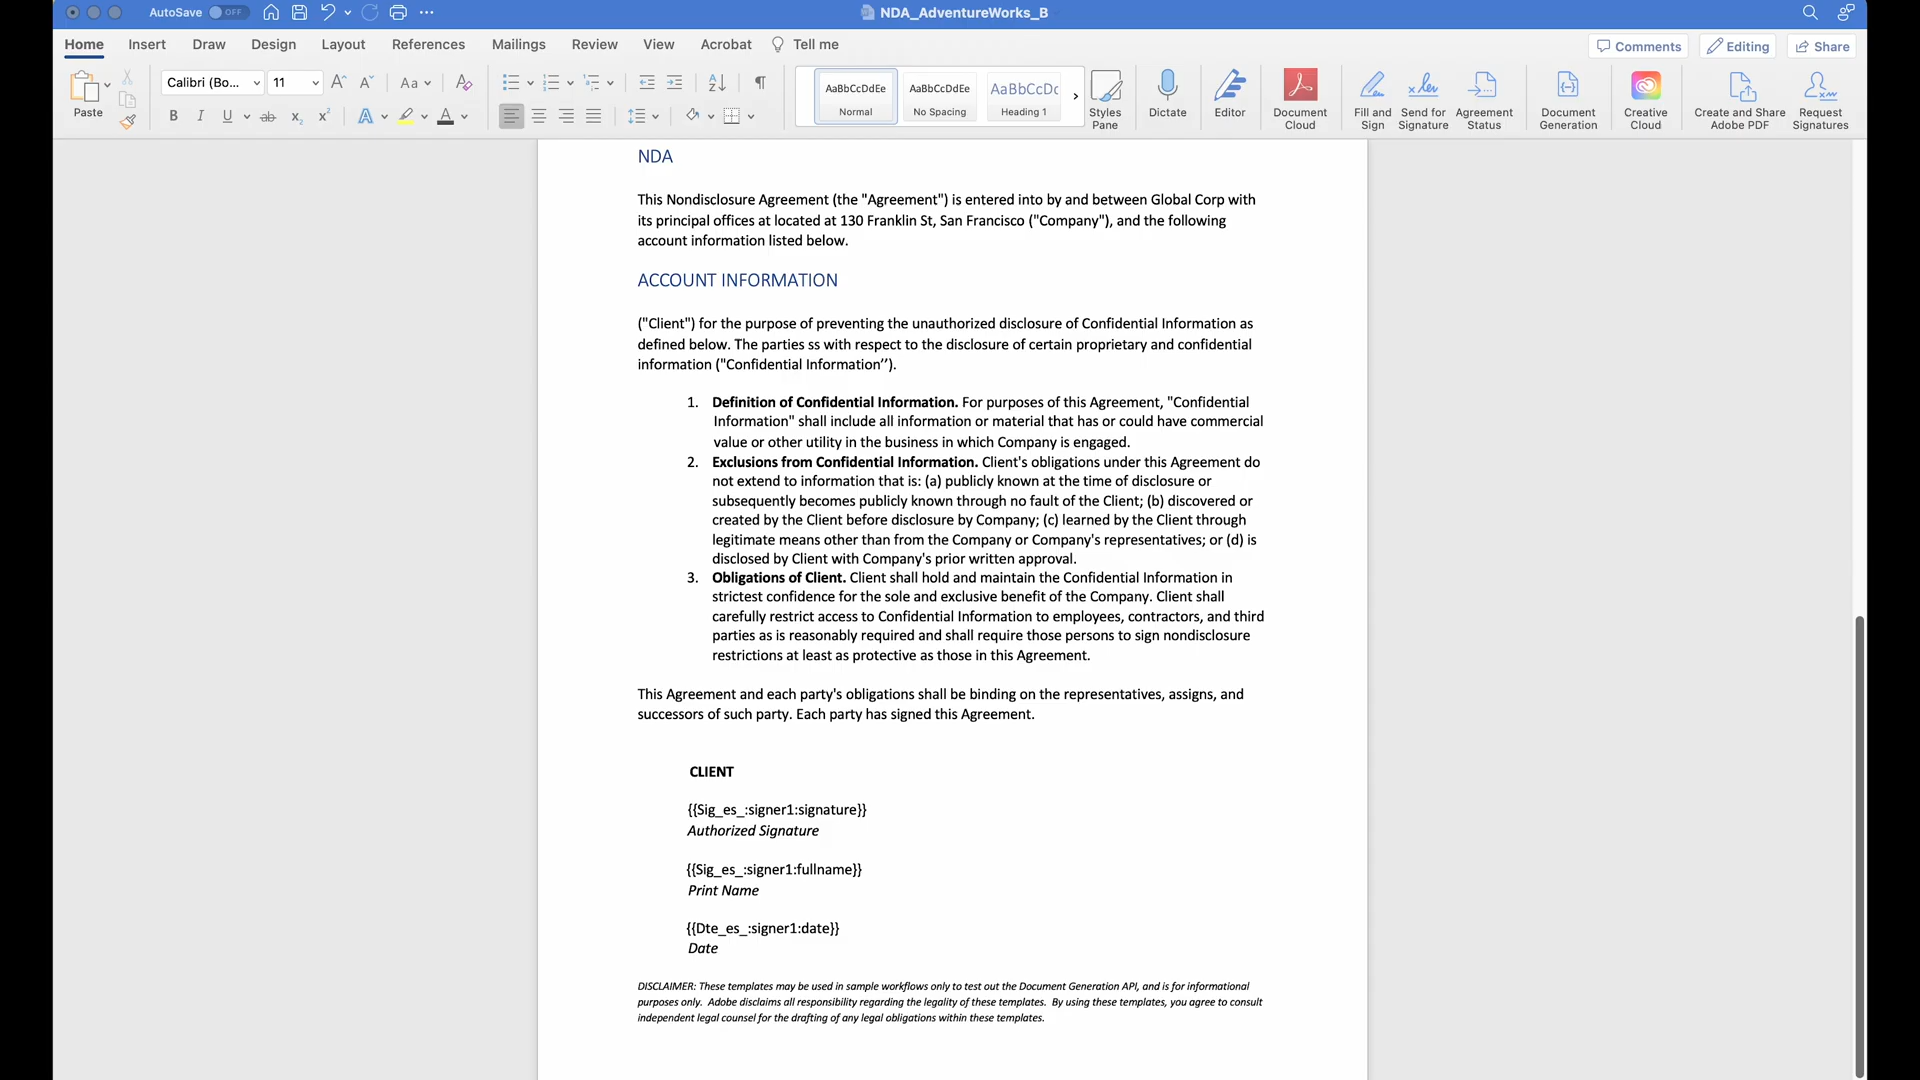 AutoSave OFF
NDA_AdventureWorks_B
Home Insert Draw Design Layout References Mailings Review View Acrobat Tell me
Comments Editing Share
Paste
Calibri (Bo... 11
Aa
B I U ab x₂ x²
AaBbCcDdEe AaBbCcDdEe AaBbCcDc
Normal No Spacing Heading 1
Styles Pane
Dictate
Editor
Document Cloud
Fill and Sign
Send for Signature
Agreement Status
Document Generation
Creative Cloud
Create and Share Adobe PDF
Request Signatures
NDA
This Nondisclosure Agreement (the "Agreement") is entered into by and between Global Corp with
its principal offices at located at 130 Franklin St, San Francisco ("Company"), and the following
account information listed below.
ACCOUNT INFORMATION
("Client") for the purpose of preventing the unauthorized disclosure of Confidential Information as
defined below. The parties ss with respect to the disclosure of certain proprietary and confidential
information ("Confidential Information”).
1. Definition of Confidential Information. For purposes of this Agreement, "Confidential
Information" shall include all information or material that has or could have commercial
value or other utility in the business in which Company is engaged.
2. Exclusions from Confidential Information. Client's obligations under this Agreement do
not extend to information that is: (a) publicly known at the time of disclosure or
subsequently becomes publicly known through no fault of the Client; (b) discovered or
created by the Client before disclosure by Company; (c) learned by the Client through
legitimate means other than from the Company or Company's representatives; or (d) is
disclosed by Client with Company's prior written approval.
3. Obligations of Client. Client shall hold and maintain the Confidential Information in
strictest confidence for the sole and exclusive benefit of the Company. Client shall
carefully restrict access to Confidential Information to employees, contractors, and third
parties as is reasonably required and shall require those persons to sign nondisclosure
restrictions at least as protective as those in this Agreement.
This Agreement and each party's obligations shall be binding on the representatives, assigns, and
successors of such party. Each party has signed this Agreement.
CLIENT
{{Sig_es_:signer1:signature}}
Authorized Signature
{{Sig_es_:signer1:fullname}}
Print Name
{{Dte_es_:signer1:date}}
Date
DISCLAIMER: These templates may be used in sample workflows only to test out the Document Generation API, and is for informational
purposes only. Adobe disclaims all responsibility regarding the legality of these templates. By using these templates, you agree to consult
independent legal counsel for the drafting of any legal obligations within these templates.